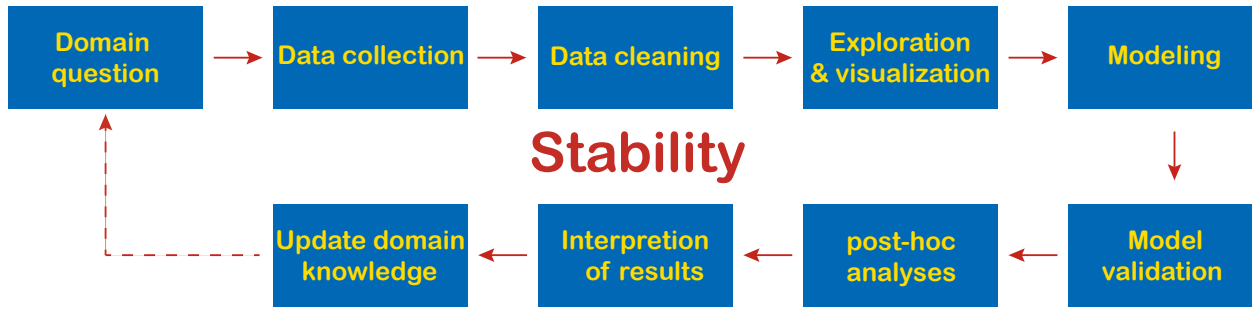 Domain
question
Data collection
Data cleaning
Exploration
& visualization
Modeling
Stability
Update domain
knowledge
Interpretion
of results
post-hoc
analyses
Model
validation